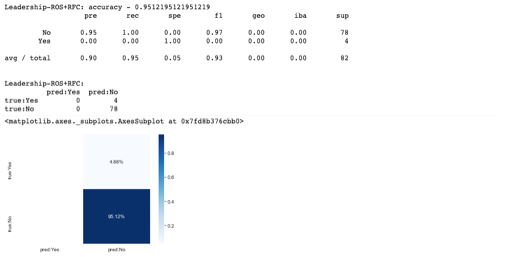 Leadership-ROS+RFC: accuracy - 0.9512195121951219
pre rec spe f1 geo iba sup
No 0.95 1.00 0.00 0.97 0.00 0.00 78
Yes 0.00 0.00 1.00 0.00 0.00 0.00 4
avg / total 0.90 0.95 0.05 0.93 0.00 0.00 82
Leadership-ROS+RFC:
pred:Yes pred:No
true:Yes 0 4
true:No 0 78
<matplotlib.axes._subplots.AxesSubplot at 0x7fd8b376cbb0>
true:Yes
4.88%
0.8
0.6
0.4
true:No
95.12%
0.2
pred:Yes pred:No